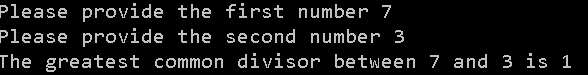 Please provide the first number 7
Please provide the second number 3
The greatest common divisor between 7 and 3 is 1